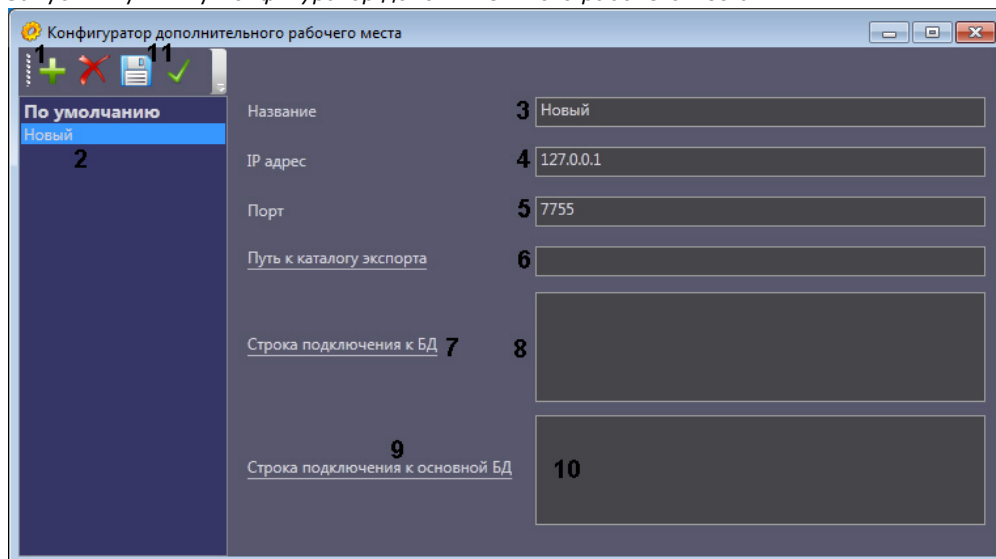 Конфигуратор дополнительного рабочего места
1 11
По умолчанию
Новый
2
Название 3 Новый
IP адрес 4 127.0.0.1
Порт 5 7755
Путь к каталогу экспорта 6
Строка подключения к БД 7 8
9
Строка подключения к основной БД 10